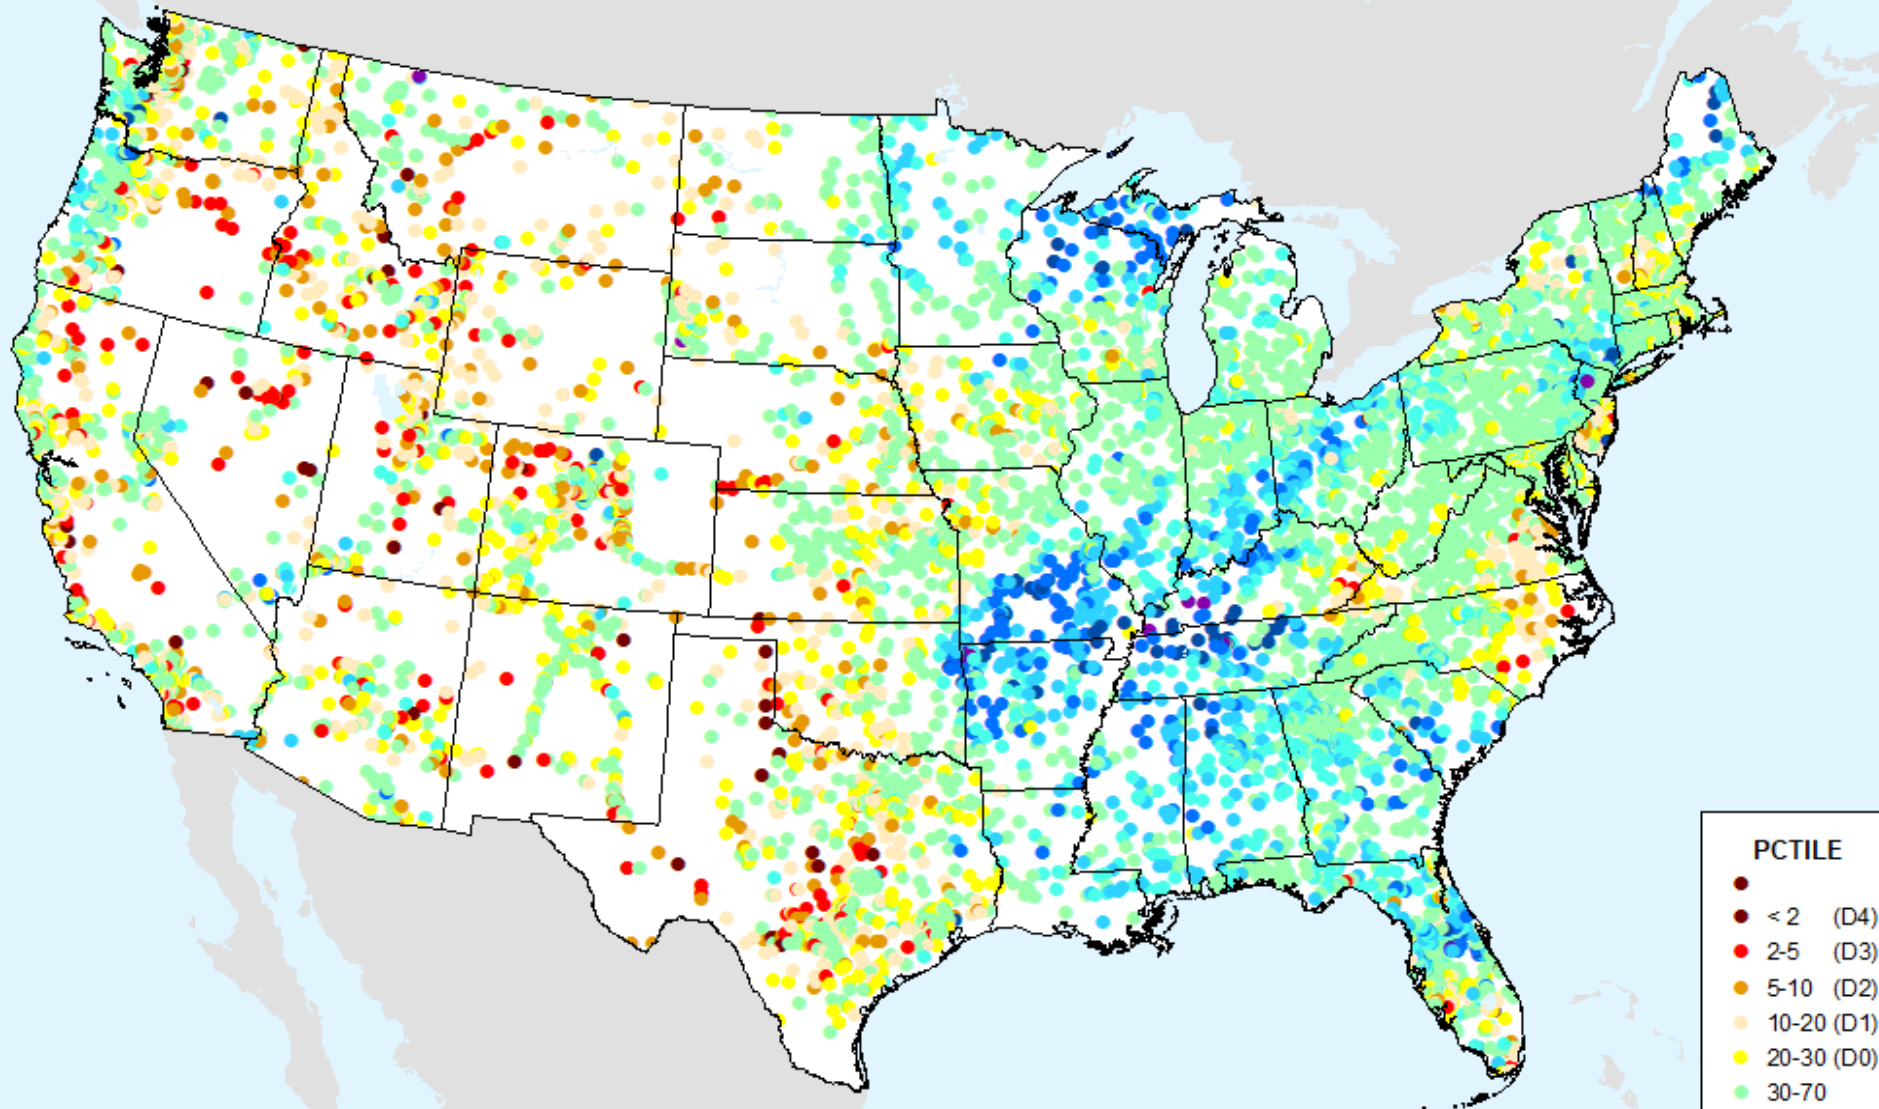 PCTILE
< 2 (D4)
2-5 (D3)
5-10 (D2)
10-20 (D1)
20-30 (D0)
30-70